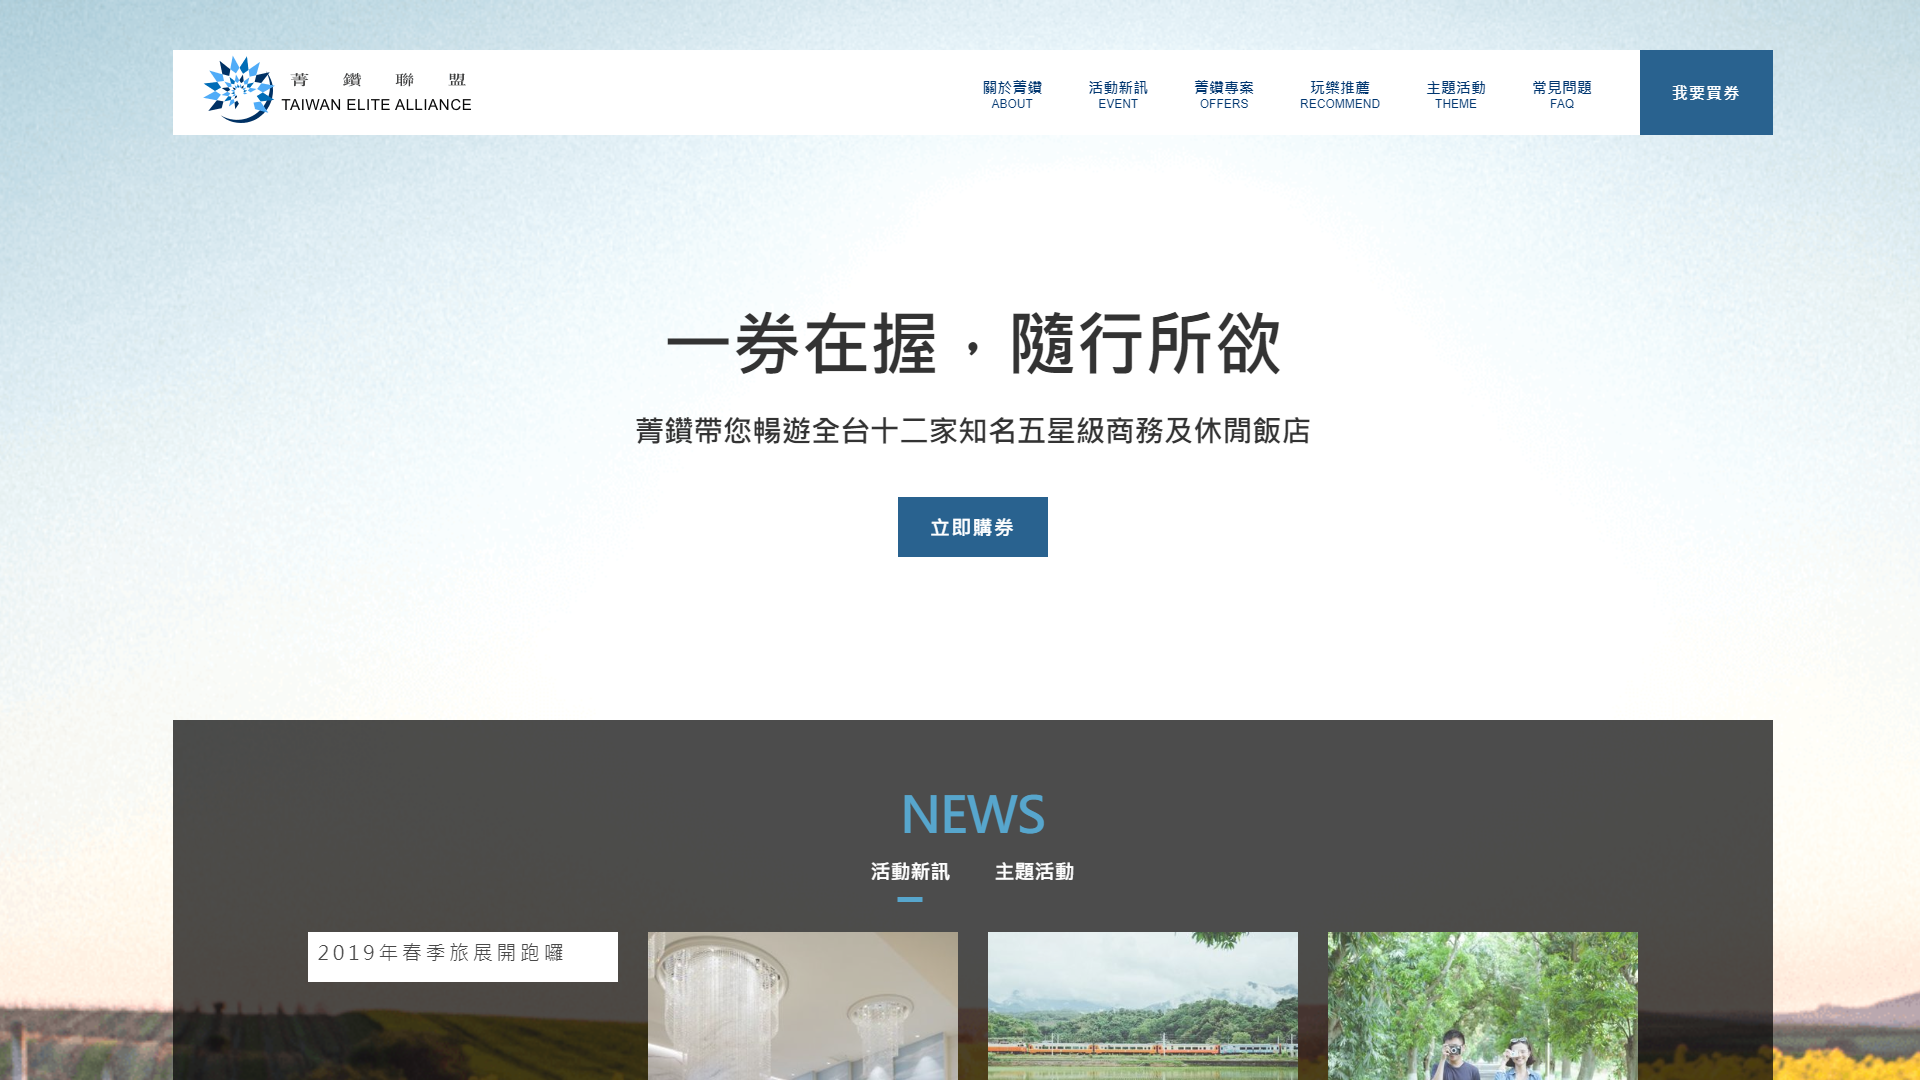 菁鑽聯盟
TAIWAN ELITE ALLIANCE
關於菁鑽
ABOUT
活動新訊
EVENT
菁鑽專案
OFFERS
玩樂推薦
RECOMMEND
主題活動
THEME
常見問題
FAQ
我要買券
一券在握，隨行所欲
菁鑽帶您暢遊全台十二家知名五星級商務及休閒飯店
立即購券
NEWS
活動新訊
主題活動
2019年春季旅展開跑囉